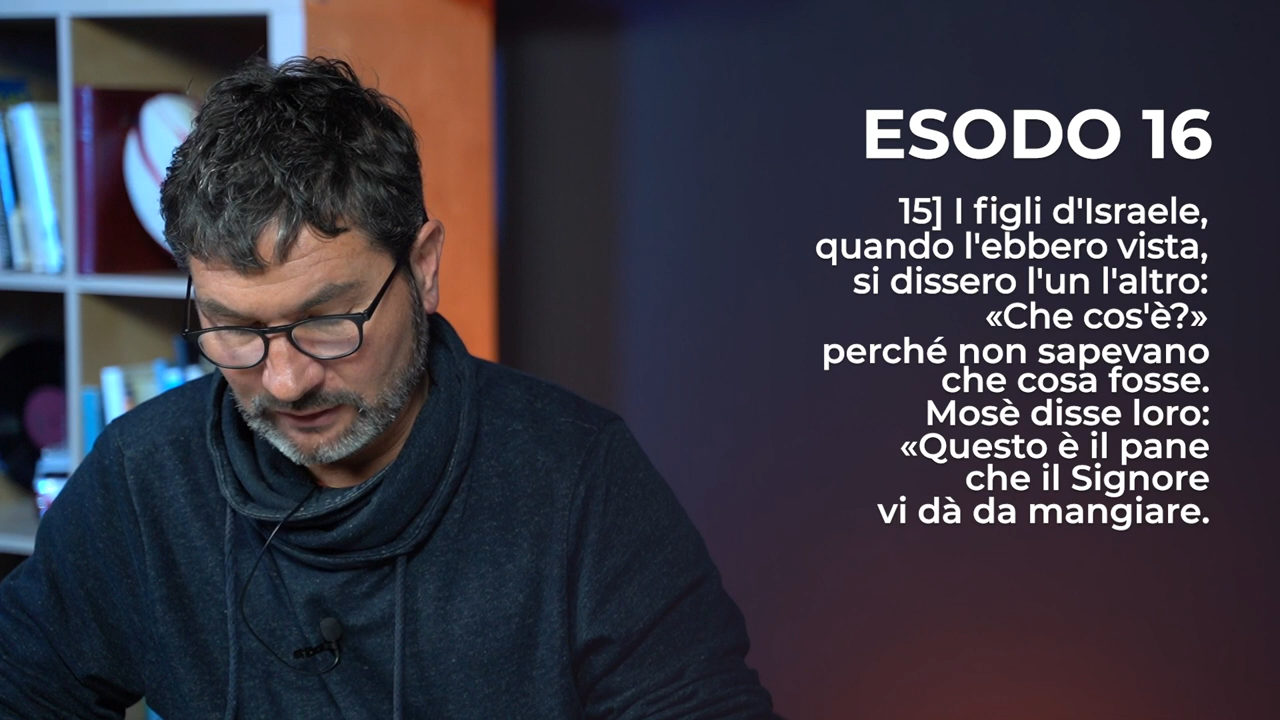 ESODO 16
15] I figli d'Israele,
quando l'ebbero vista,
si dissero l'un l'altro:
«Che cos'è?»
perché non sapevano
che cosa fosse.
Mosè disse loro:
«Questo è il pane
che il Signore
vi dà da mangiare.